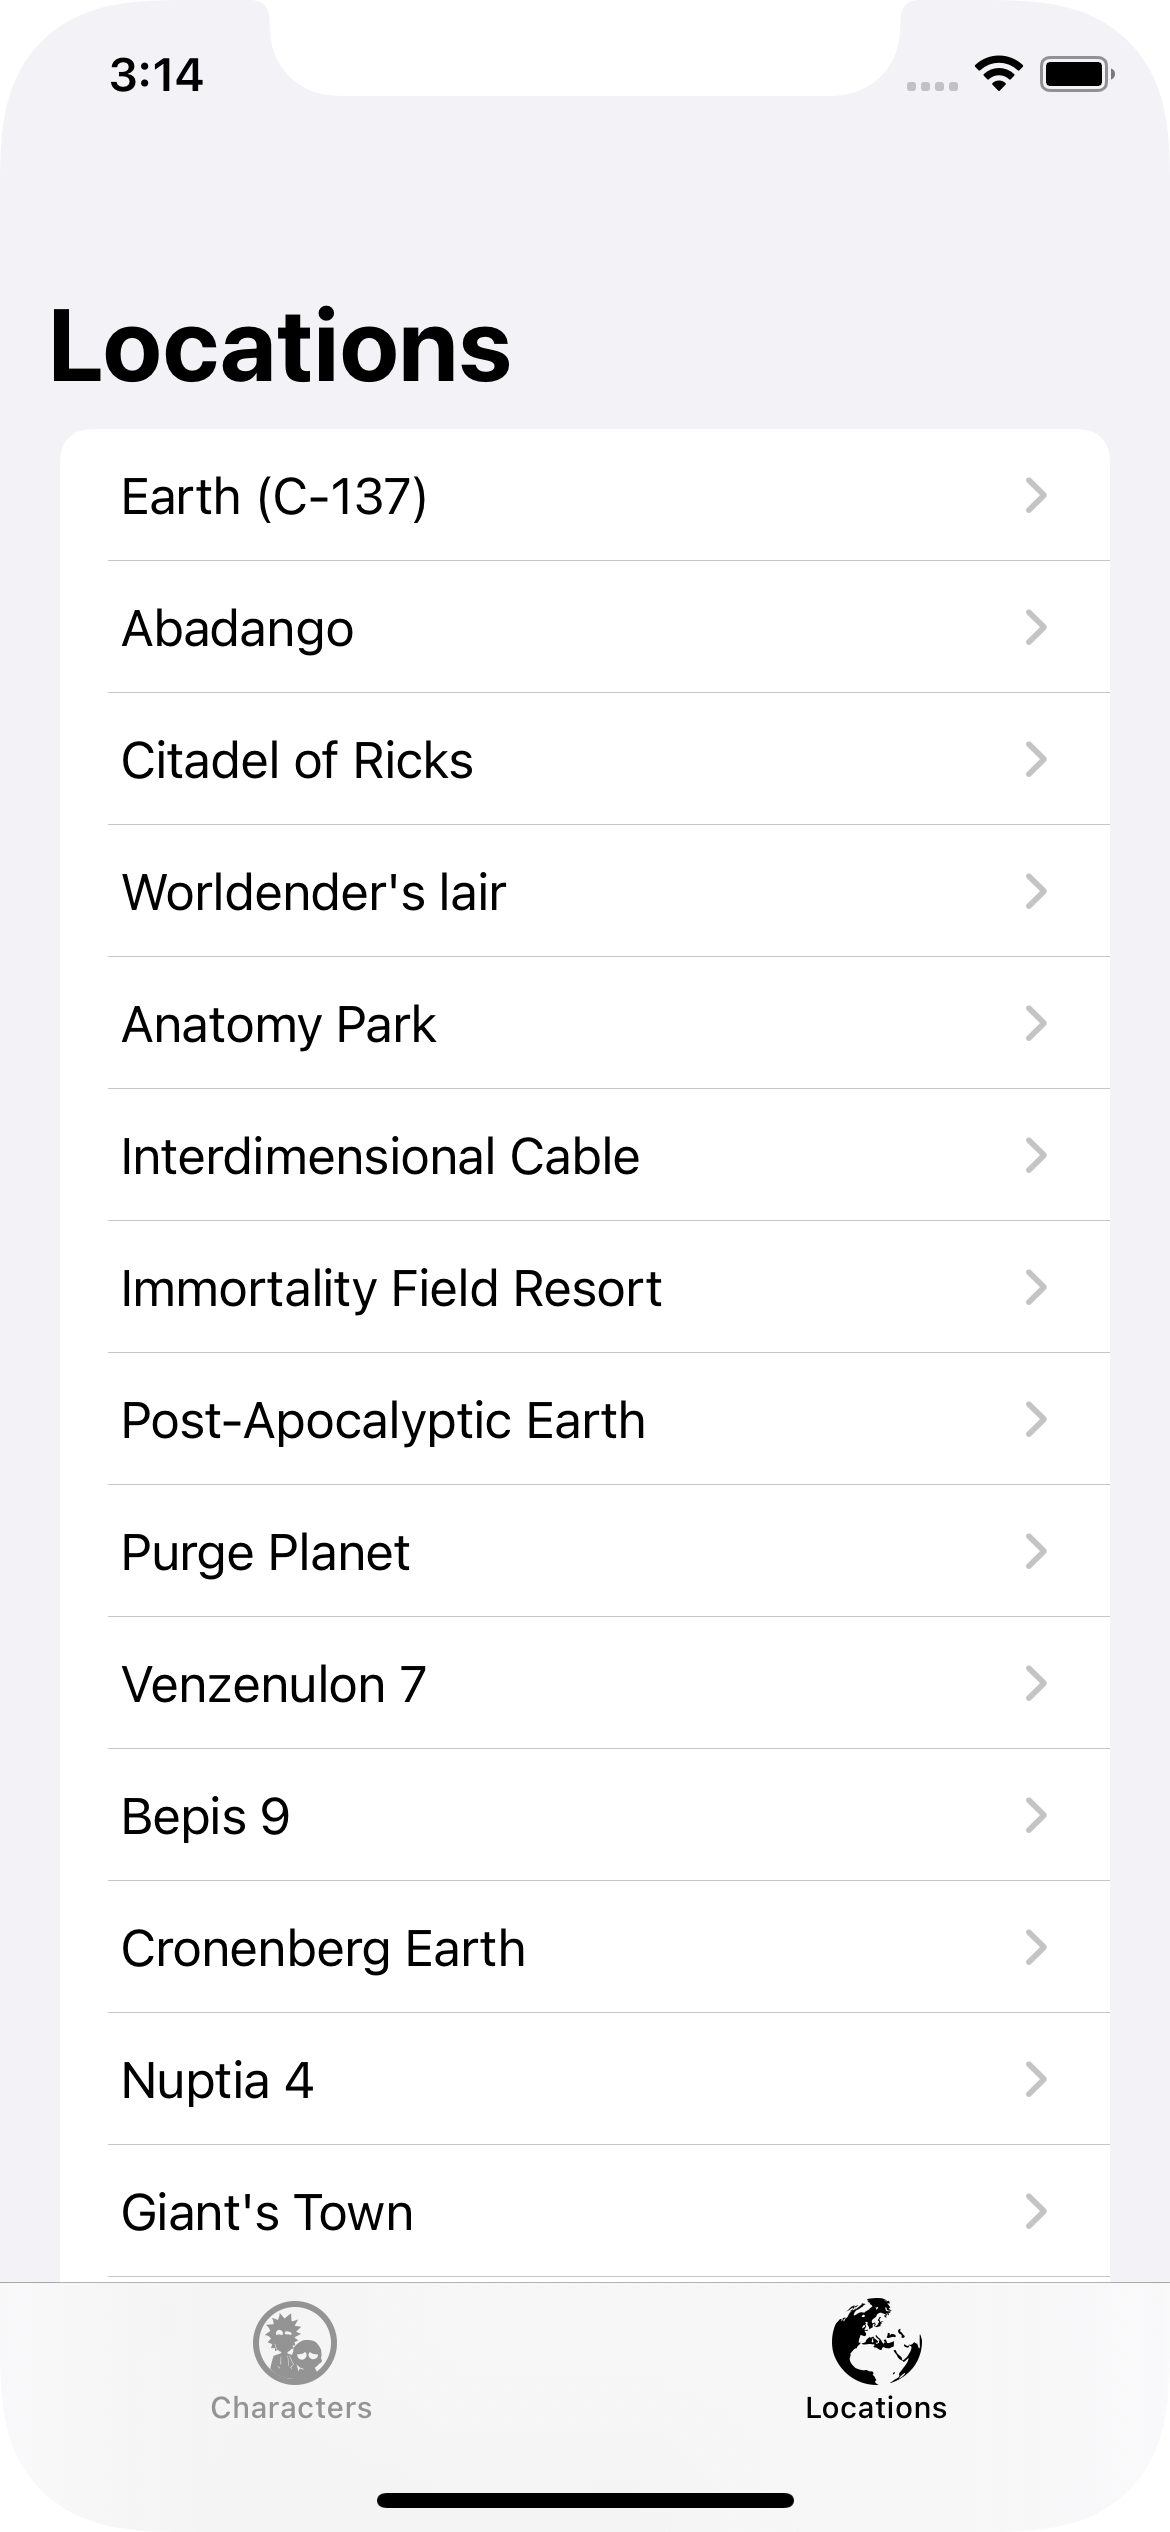 3:14
Locations
Earth (C-137)
Abadango
Citadel of Ricks
Worldender's lair
Anatomy Park
Interdimensional Cable
Immortality Field Resort
Post-Apocalyptic Earth
Purge Planet
Venzenulon 7
Bepis 9
Cronenberg Earth
Nuptia 4
Giant's Town
Characters
Locations